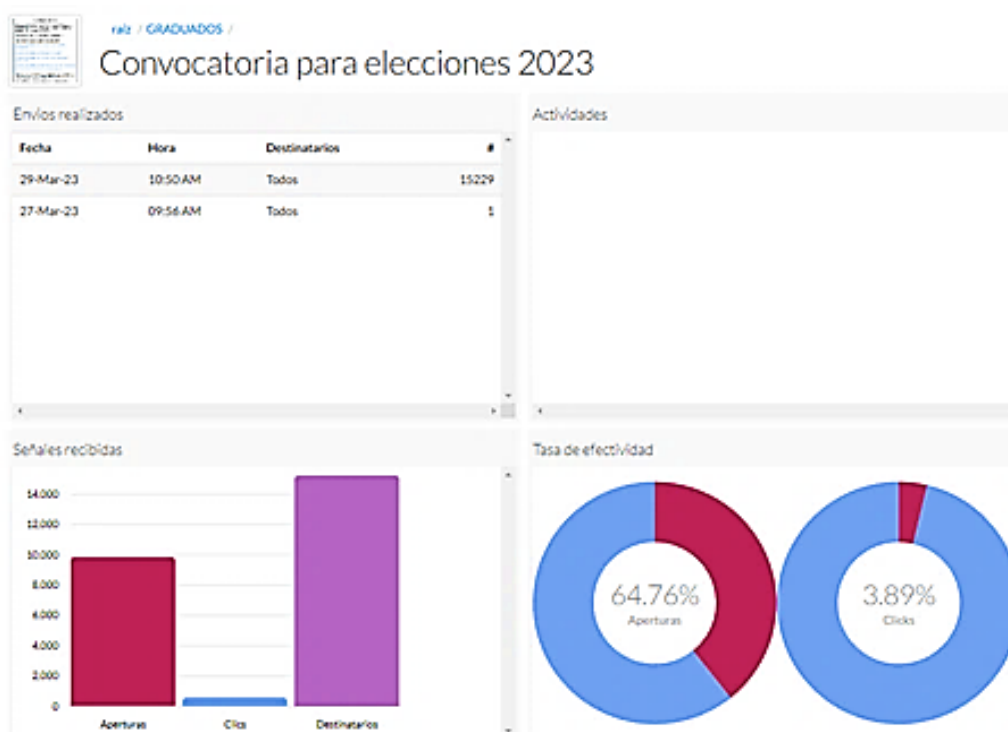 raíz / GRADUADOS /
Convocatoria para elecciones 2023
Envíos realizados
Fecha Hora Destinatarios #
29-Mar-23 10:50 AM Todos 15229
27-Mar-23 09:56 AM Todos 1
Actividades
Señales recibidas
14.000
12.000
10.000
8.000
6.000
4.000
2.000
0
Aperturas Clics Destinatarios
Tasa de efectividad
64.76%
Aperturas
3.89%
Clicks